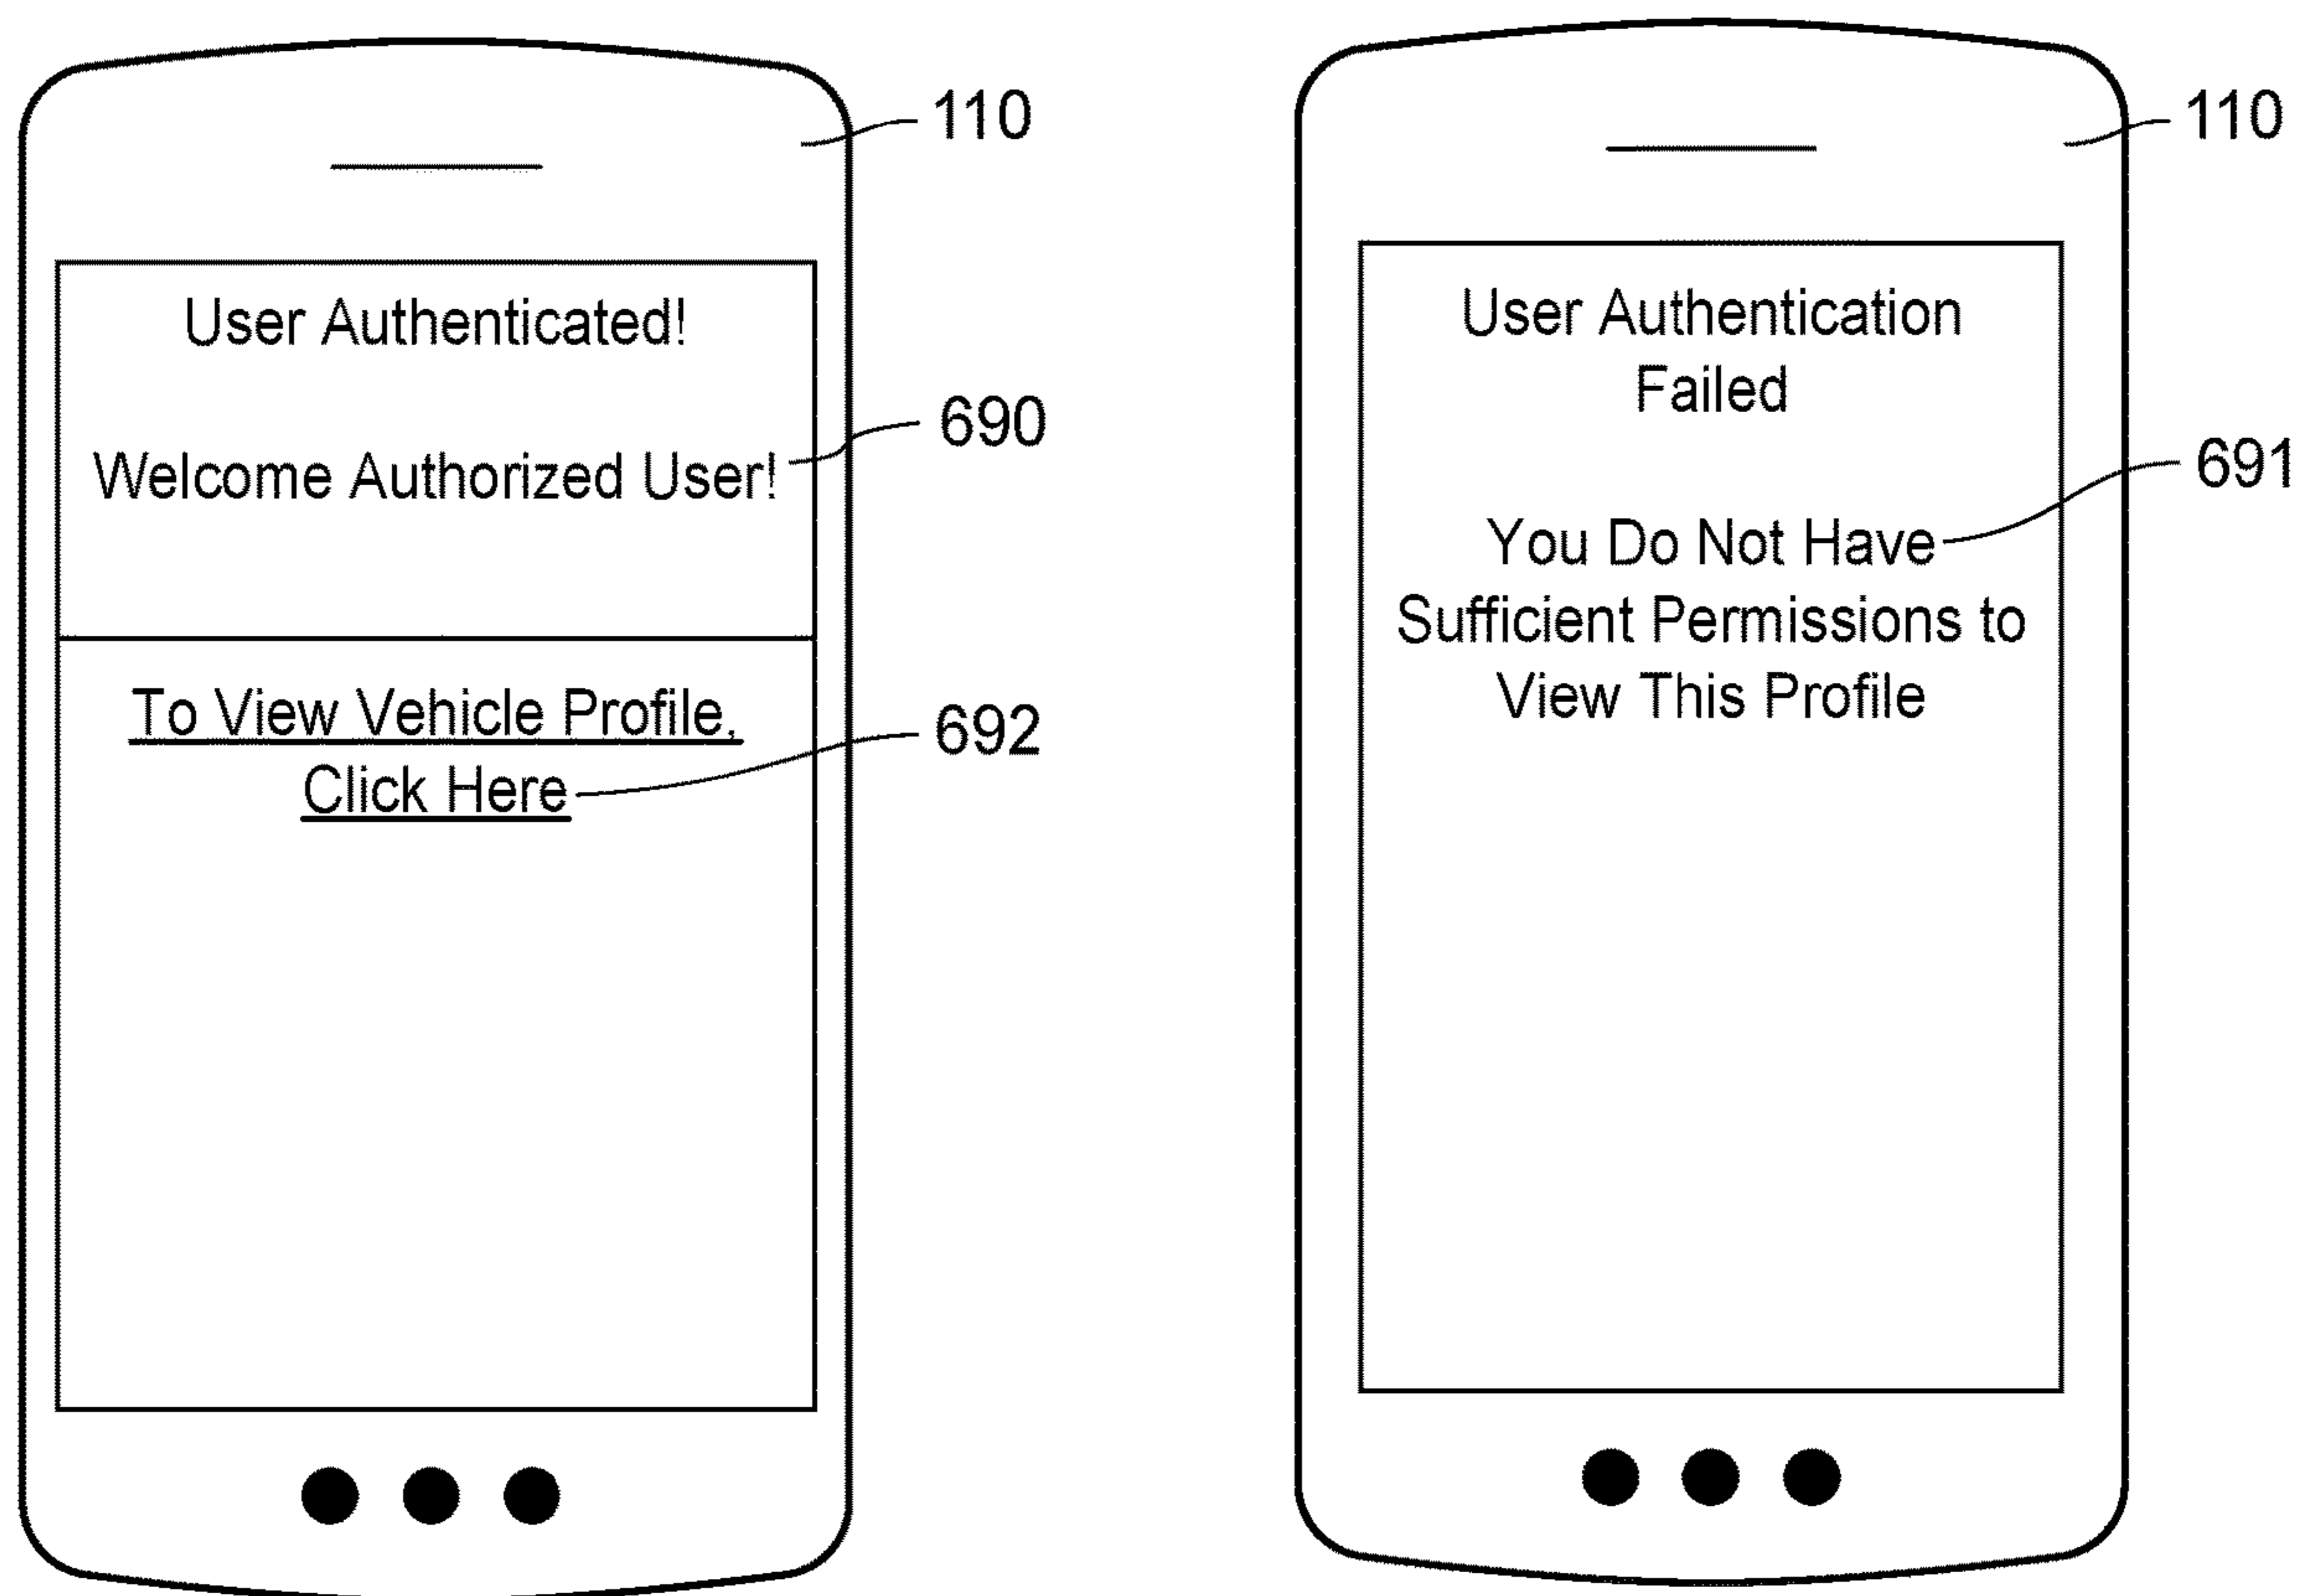 110
User Authenticated!
Welcome Authorized User!
690
To View Vehicle Profile,
Click Here
692
110
User Authentication
Failed
You Do Not Have
Sufficient Permissions to
View This Profile
691